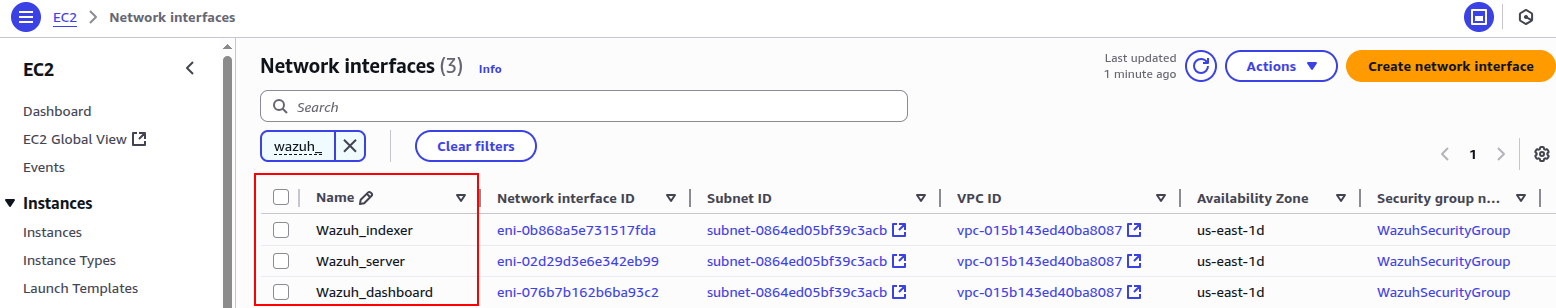 EC2 > Network interfaces
EC2
Dashboard
EC2 Global View
Events
Instances
Instances
Instance Types
Launch Templates
Network interfaces (3) Info
Last updated
1 minute ago
Actions
Create network interface
Search
wazuh_
Clear filters
1
Name Network interface ID Subnet ID VPC ID Availability Zone Security group n...
Wazuh_indexer eni-0b868a5e731517fda subnet-0864ed05bf39c3acb vpc-015b143ed40ba8087 us-east-1d WazuhSecurityGroup
Wazuh_server eni-02d29d3e6e342eb99 subnet-0864ed05bf39c3acb vpc-015b143ed40ba8087 us-east-1d WazuhSecurityGroup
Wazuh_dashboard eni-076b7b162b6ba93c2 subnet-0864ed05bf39c3acb vpc-015b143ed40ba8087 us-east-1d WazuhSecurityGroup